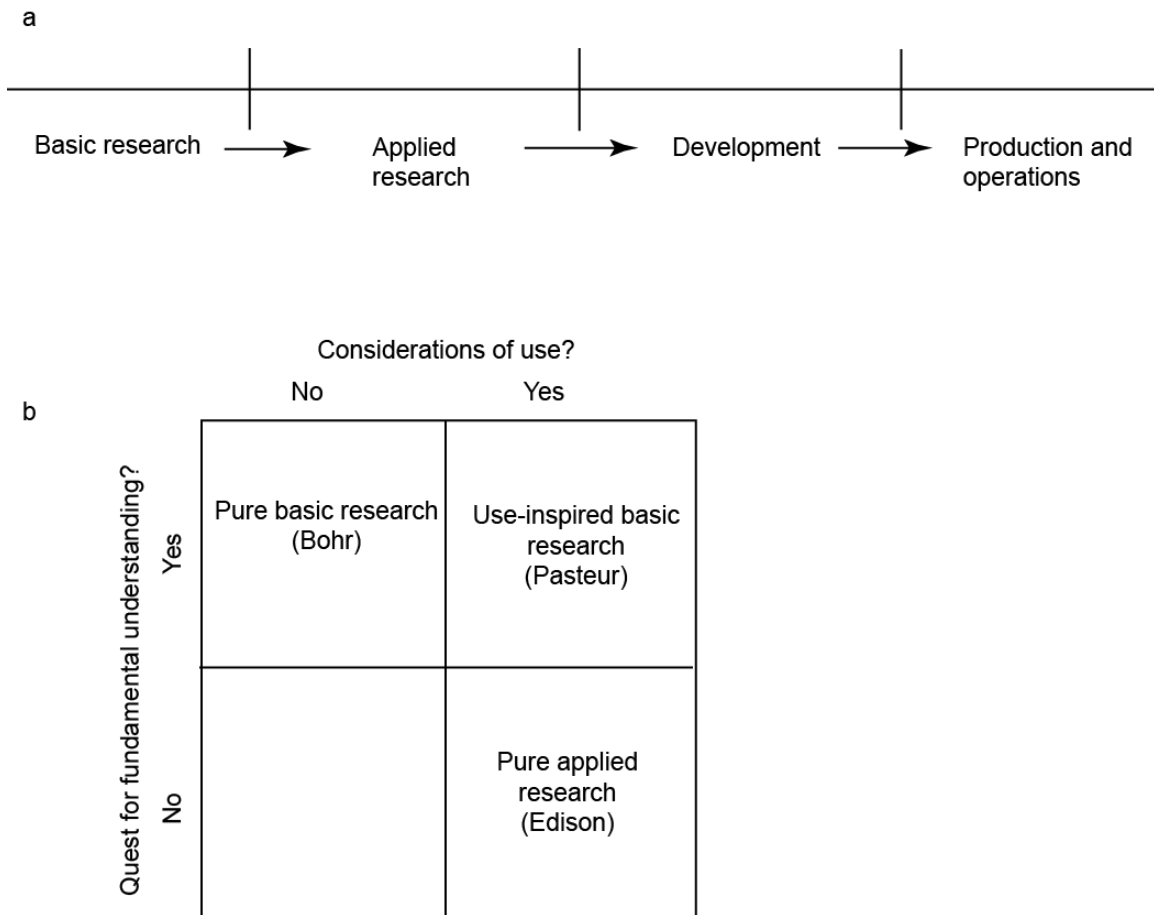 a
Basic research
Applied
research
Development
Production and
operations
Considerations of use?
No
Yes
b
Quest for fundamental understanding?
Yes
No
Pure basic research
(Bohr)
Use-inspired basic
research
(Pasteur)
Pure applied
research
(Edison)